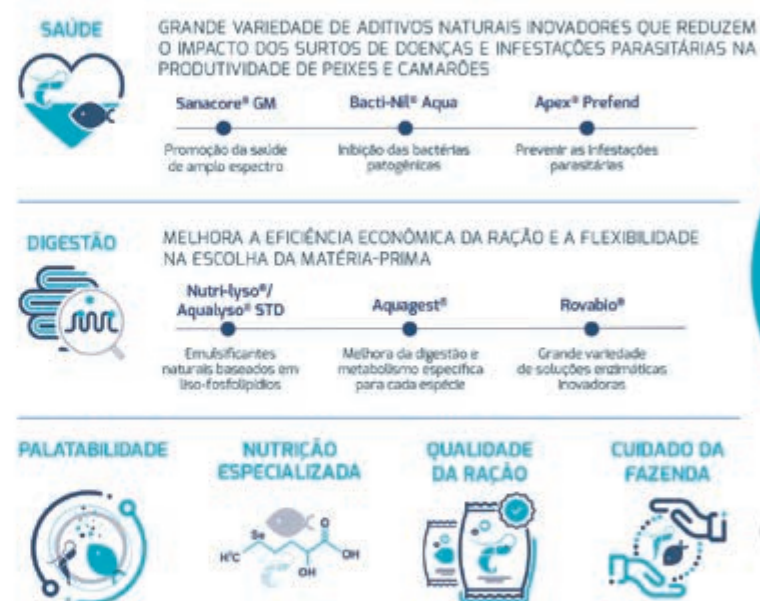 SAÚDE
GRANDE VARIEDADE DE ADITIVOS NATURAIS INOVADORES QUE REDUZEM
O IMPACTO DOS SURTOS DE DOENÇAS E INFESTAÇÕES PARASITÁRIAS NA
PRODUTIVIDADE DE PEIXES E CAMARÕES
Sanacore® GM
Bacti-Nil® Aqua
Apex® Prefend
Promoção da saúde
de amplo espectro
Inibição das bactérias
patogênicas
Prevenir as infestações
parasitárias
DIGESTÃO
MELHORA A EFICIÊNCIA ECONÔMICA DA RAÇÃO E A FLEXIBILIDADE
NA ESCOLHA DA MATÉRIA-PRIMA
Nutri-lyso®/
Aqualyso® STD
Aquagest®
Rovabio®
Emulsificantes
naturais baseados em
liso-fosfolipídios
Melhora da digestão e
metabolismo específica
para cada espécie
Grande variedade
de soluções enzimáticas
inovadoras
PALATABILIDADE
NUTRIÇÃO
ESPECIALIZADA
QUALIDADE
DA RAÇÃO
CUIDADO DA
FAZENDA
Se
O
H³C
OH
OH